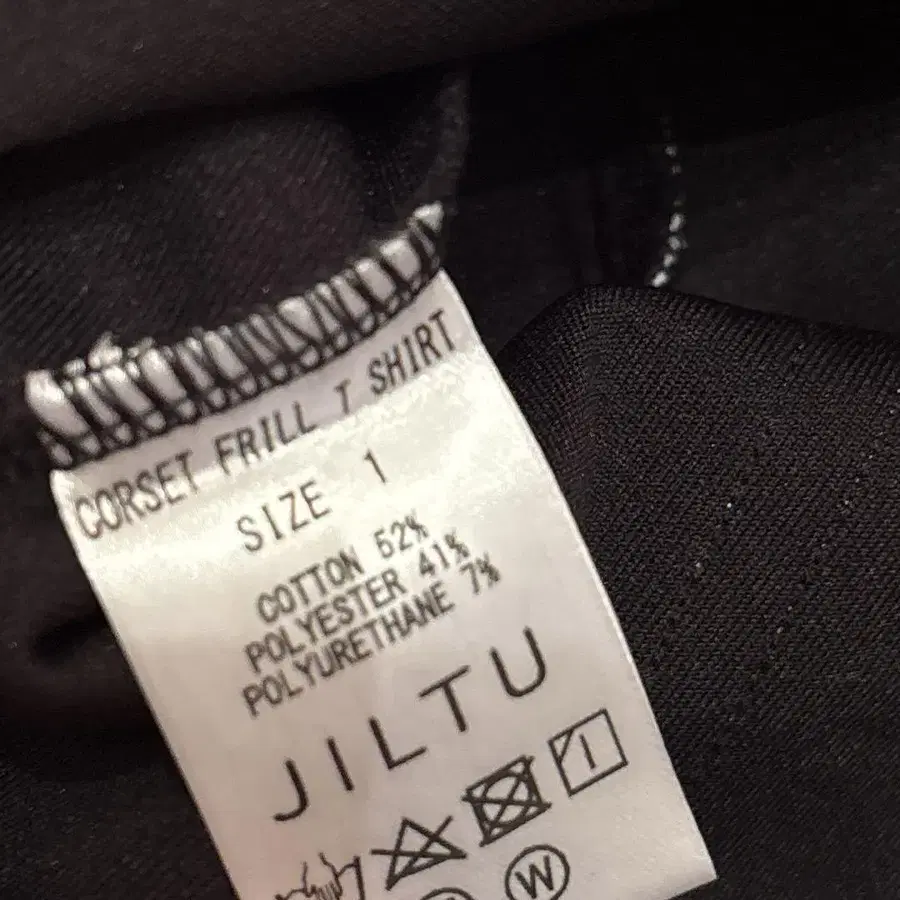 CORSET FRILL T SHIRT
SIZE 1
COTTON 52%
POLYESTER 41%
POLYURETHANE 7%
JILTU
W